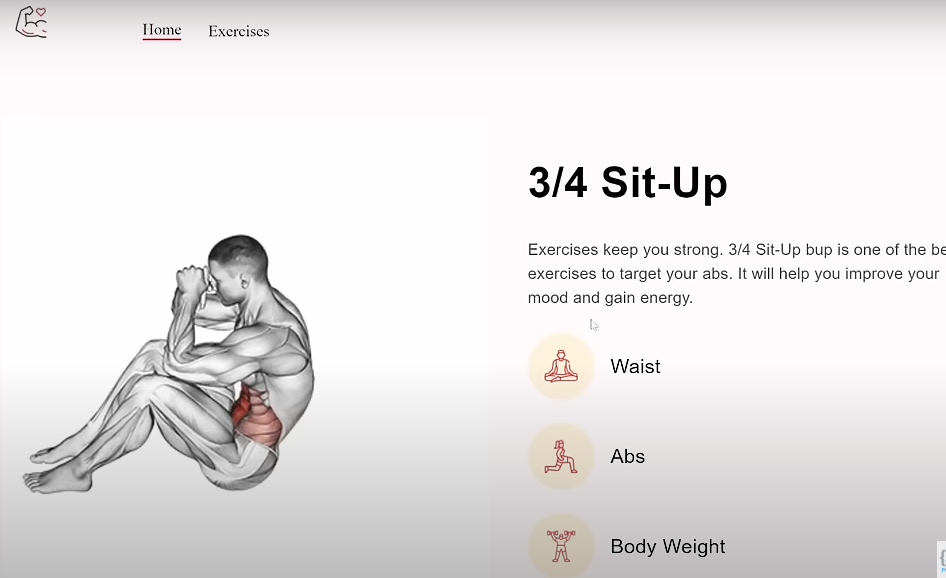 Home
Exercises
3/4 Sit-Up
Exercises keep you strong. 3/4 Sit-Up bup is one of the
exercises to target your abs. It will help you improve your
mood and gain energy.
Waist
Abs
Body Weight